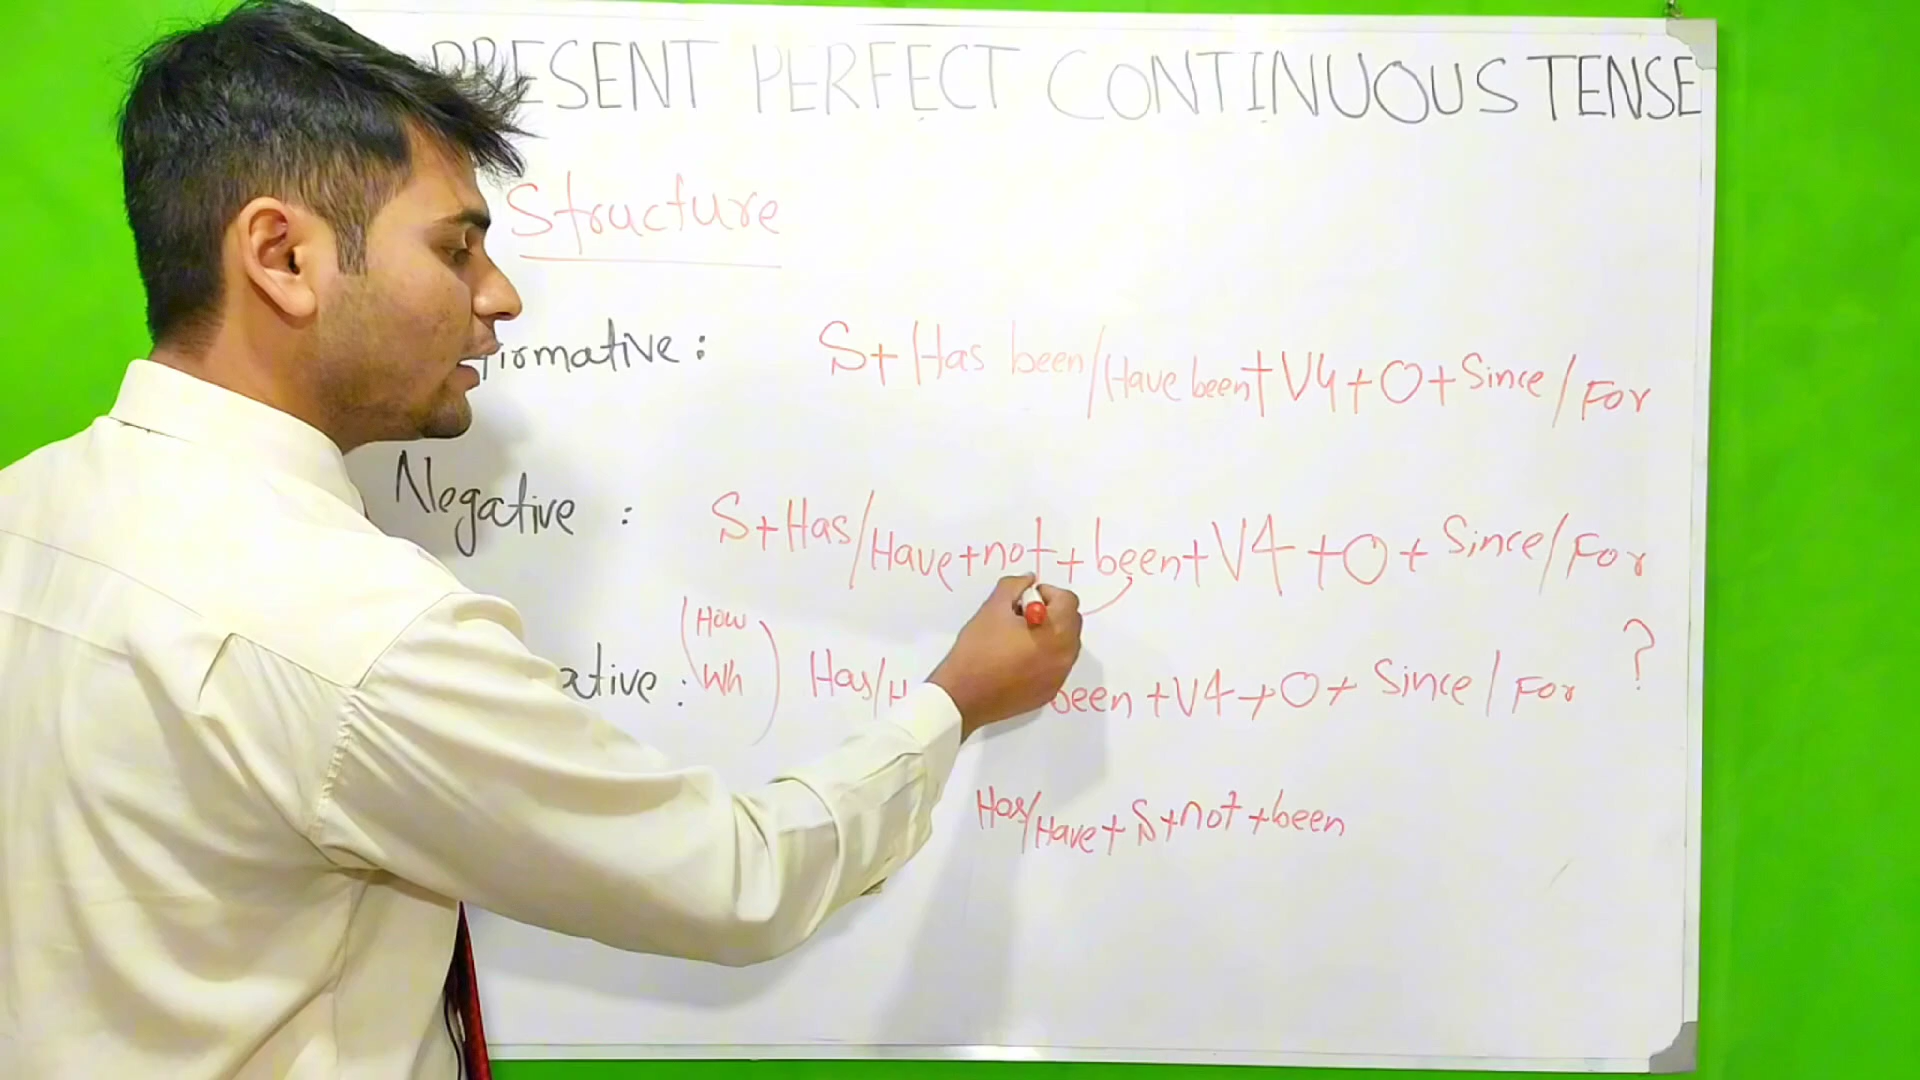 PRESENT PERFECT CONTINUOUS TENSE
Structure
firmative : S + Has been / Have been + V4 + O + Since / For
Negative : S + Has / Have + not + been + V4 + O + Since / For
(How
Wh)
ative : Has / H been + V4 + O + Since / For ?
Has / Have + S + not + been